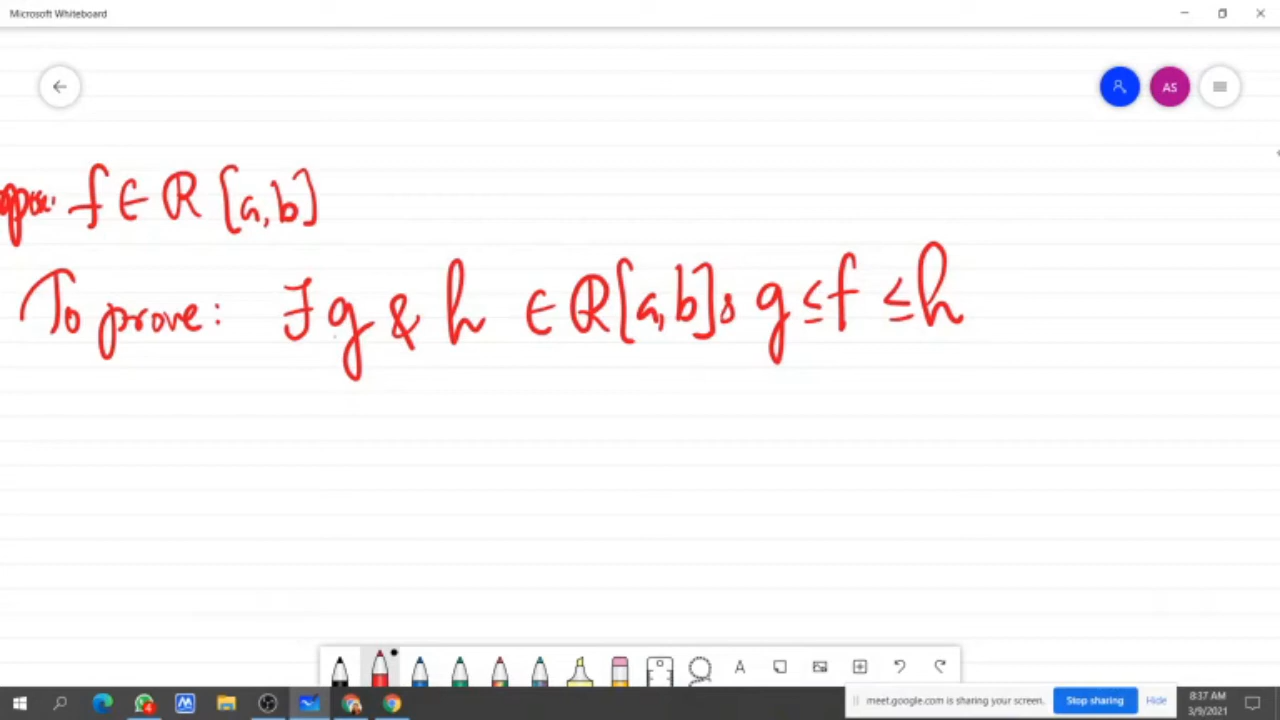 Microsoft Whiteboard
AS
f ∈ ℝ [a,b]
To prove: ∃ g & h ∈ ℝ[a,b] g ≤ f ≤ h
A
meet.google.com is sharing your screen.
Stop sharing
Hide
8:37 AM
3/9/2021